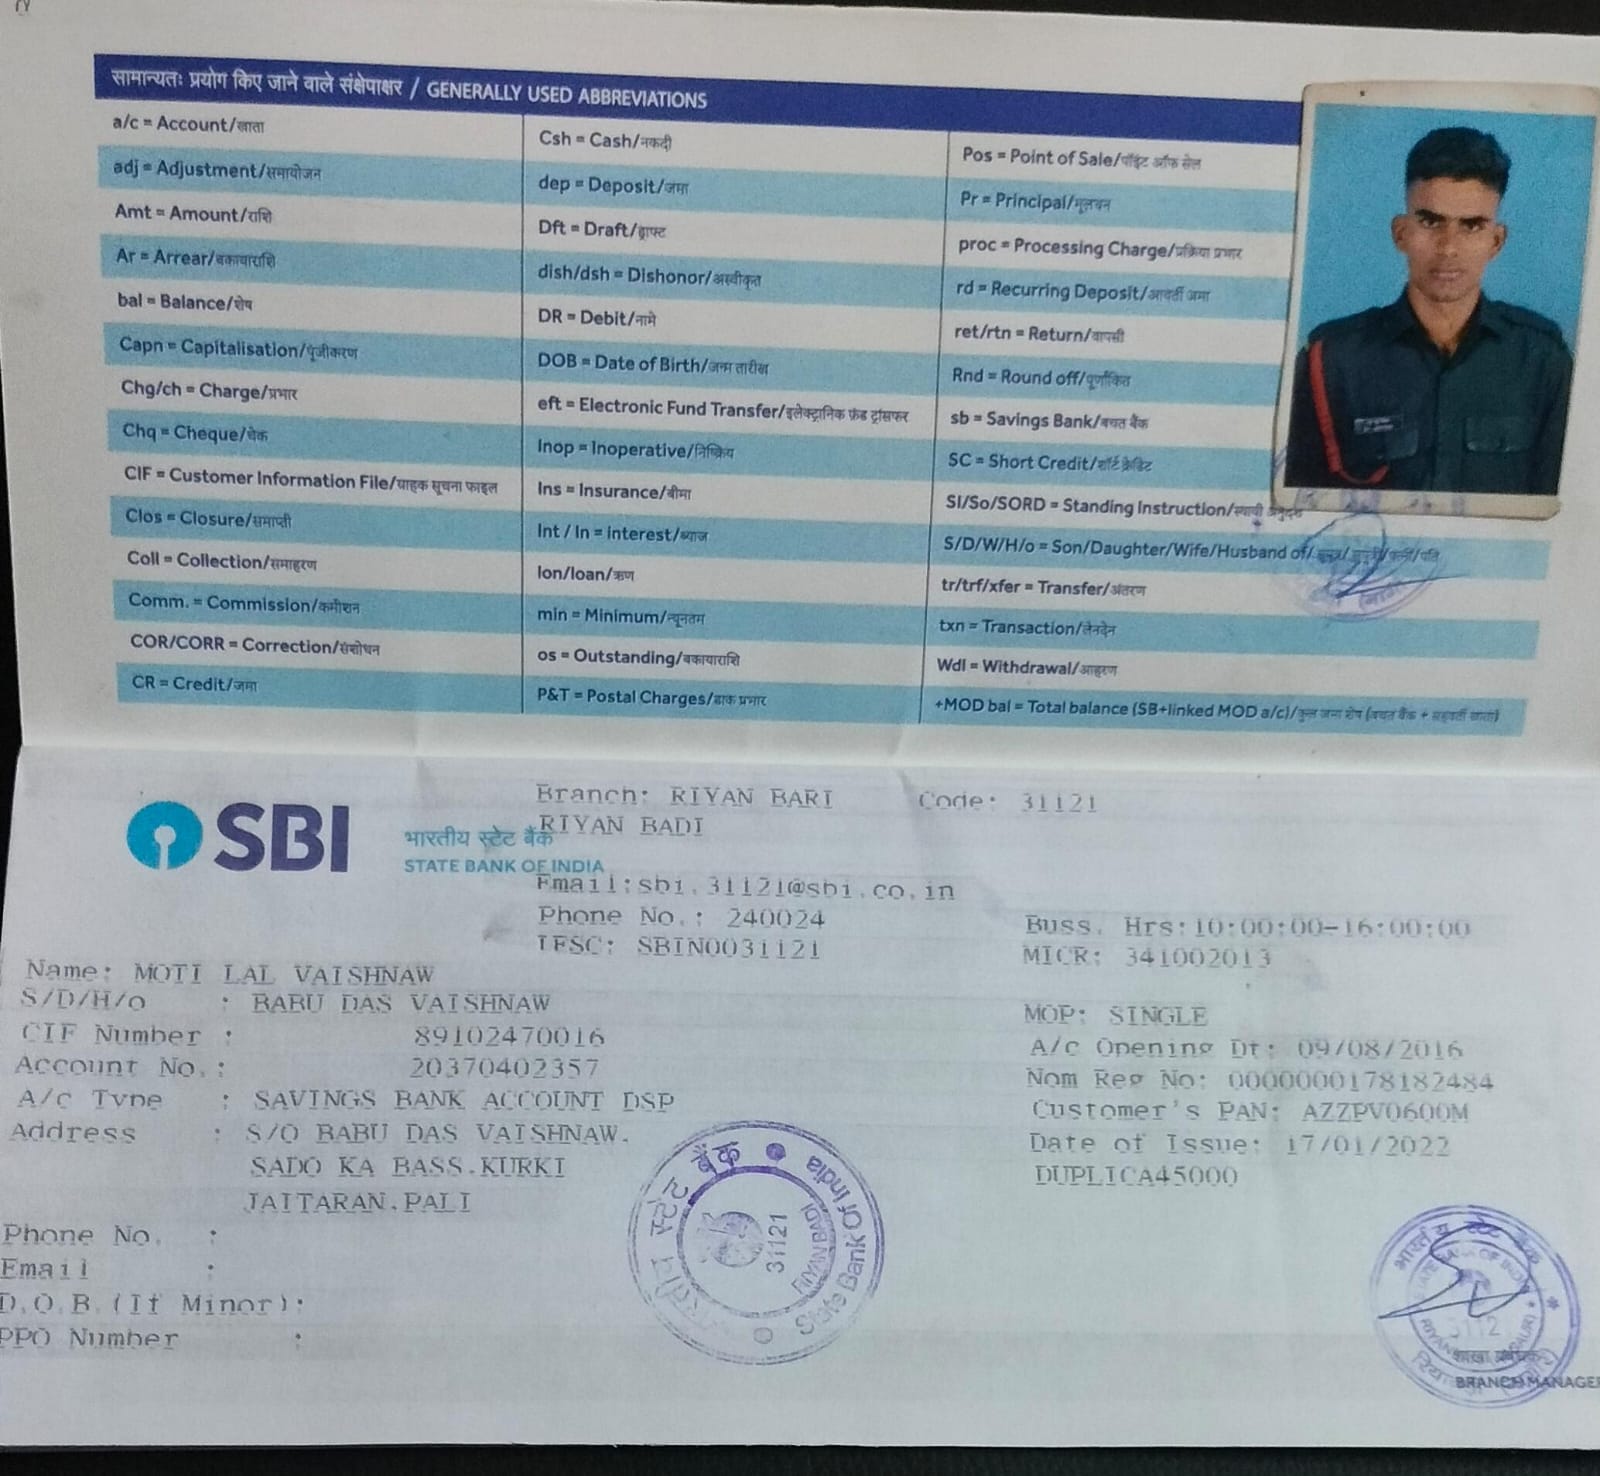 सामान्यतः प्रयोग किए जाने वाले संक्षेपाक्षर / GENERALLY USED ABBREVIATIONS
a/c = Account/खाता
adj = Adjustment/समायोजन
Amt = Amount/राशि
Ar = Arrear/बकायाराशि
bal = Balance/शेष
Capn = Capitalisation/पूंजीकरण
Chg/ch = Charge/प्रभार
Chq = Cheque/चेक
CIF = Customer Information File/ग्राहक सूचना फाइल
Clos = Closure/समाप्ती
Coll = Collection/समाहरण
Comm. = Commission/कमीशन
COR/CORR = Correction/संशोधन
CR = Credit/जमा
Csh = Cash/नकदी
dep = Deposit/जमा
Dft = Draft/ड्राफ्ट
dish/dsh = Dishonor/अस्वीकृत
DR = Debit/नामे
DOB = Date of Birth/जन्म तारीख
eft = Electronic Fund Transfer/इलेक्ट्रानिक फ़ंड ट्रांसफर
Inop = Inoperative/निष्क्रिय
Ins = Insurance/बीमा
Int / In = interest/ब्याज
lon/loan/ऋण
min = Minimum/न्यूनतम
os = Outstanding/बकायाराशि
P&T = Postal Charges/डाक प्रभार
Pos = Point of Sale/पॉइंट ऑफ सेल
Pr = Principal/मूलधन
proc = Processing Charge/प्रक्रिया प्रभार
rd = Recurring Deposit/आवर्ती जमा
ret/rtn = Return/वापसी
Rnd = Round off/पूर्णांकित
sb = Savings Bank/बचत बैंक
SC = Short Credit/शॉर्ट क्रेडिट
SI/So/SORD = Standing Instruction/स्थायी अनुदेश
S/D/W/H/o = Son/Daughter/Wife/Husband of/
tr/trf/xfer = Transfer/अंतरण
txn = Transaction/लेनदेन
Wdl = Withdrawal/आहरण
+MOD bal = Total balance (SB+linked MOD a/c)/कुल जमा शेष (बचत बैंक + सहवर्ती खाता)
SBI
भारतीय स्टेट बैंक
STATE BANK OF INDIA
Branch: RIYAN BARI Code: 31121
RIYAN BADI
Email:sbi.31121@sbi.co.in
Phone No.: 240024
Buss. Hrs:10:00:00-16:00:00
IFSC: SBIN0031121
MICR: 341002013
Name: MOTI LAL VAISHNAW
S/D/H/o : BABU DAS VAISHNAW
MOP: SINGLE
CIF Number : 89102470016
A/c Opening Dt: 09/08/2016
Account No.: 20370402357
Nom Reg No: 0000000178182484
A/c Type : SAVINGS BANK ACCOUNT DSP
Customer's PAN: AZZPV0600M
Address : S/O BABU DAS VAISHNAW.
Date of Issue: 17/01/2022
SADO KA BASS.KURKI
DUPLICA45000
JAITARAN.PALI
Phone No. :
Email :
D.O.B.(If Minor):
PPO Number :
भारतीय स्टेट बैंक
31121
RIYANBADI
State Bank Of India
भारतीय स्टेट बैंक
शाखा प्रबंधक
BRANCH MANAGER